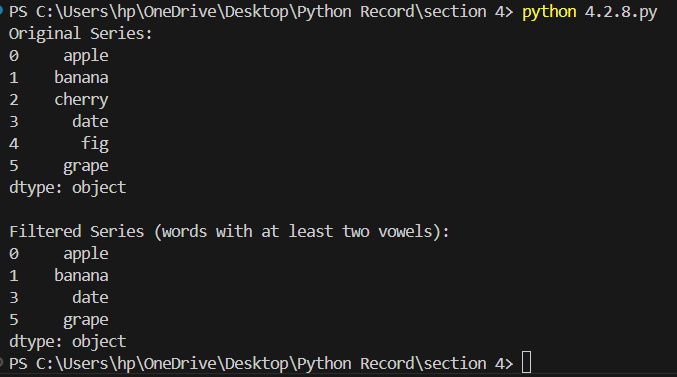 PS C:\Users\hp\OneDrive\Desktop\Python Record\section 4> python 4.2.8.py
Original Series:
0     apple
1    banana
2    cherry
3      date
4       fig
5     grape
dtype: object

Filtered Series (words with at least two vowels):
0     apple
1    banana
3      date
5     grape
dtype: object
PS C:\Users\hp\OneDrive\Desktop\Python Record\section 4>